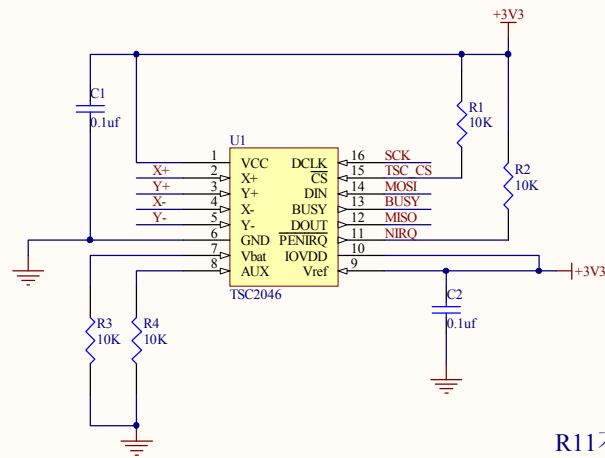 +3V3
C1
0.1uf
R1
10K
R2
10K
U1
1 VCC DCLK 16 SCK
X+ 2 X+ CS 15 TSC_CS
Y+ 3 Y+ DIN 14 MOSI
X- 4 X- BUSY 13 BUSY
Y- 5 Y- DOUT 12 MISO
6 GND PENIRQ 11 NIRQ
7 Vbat IOVDD 10
8 AUX Vref 9
+3V3
TSC2046
C2
0.1uf
R3
10K
R4
10K
R11